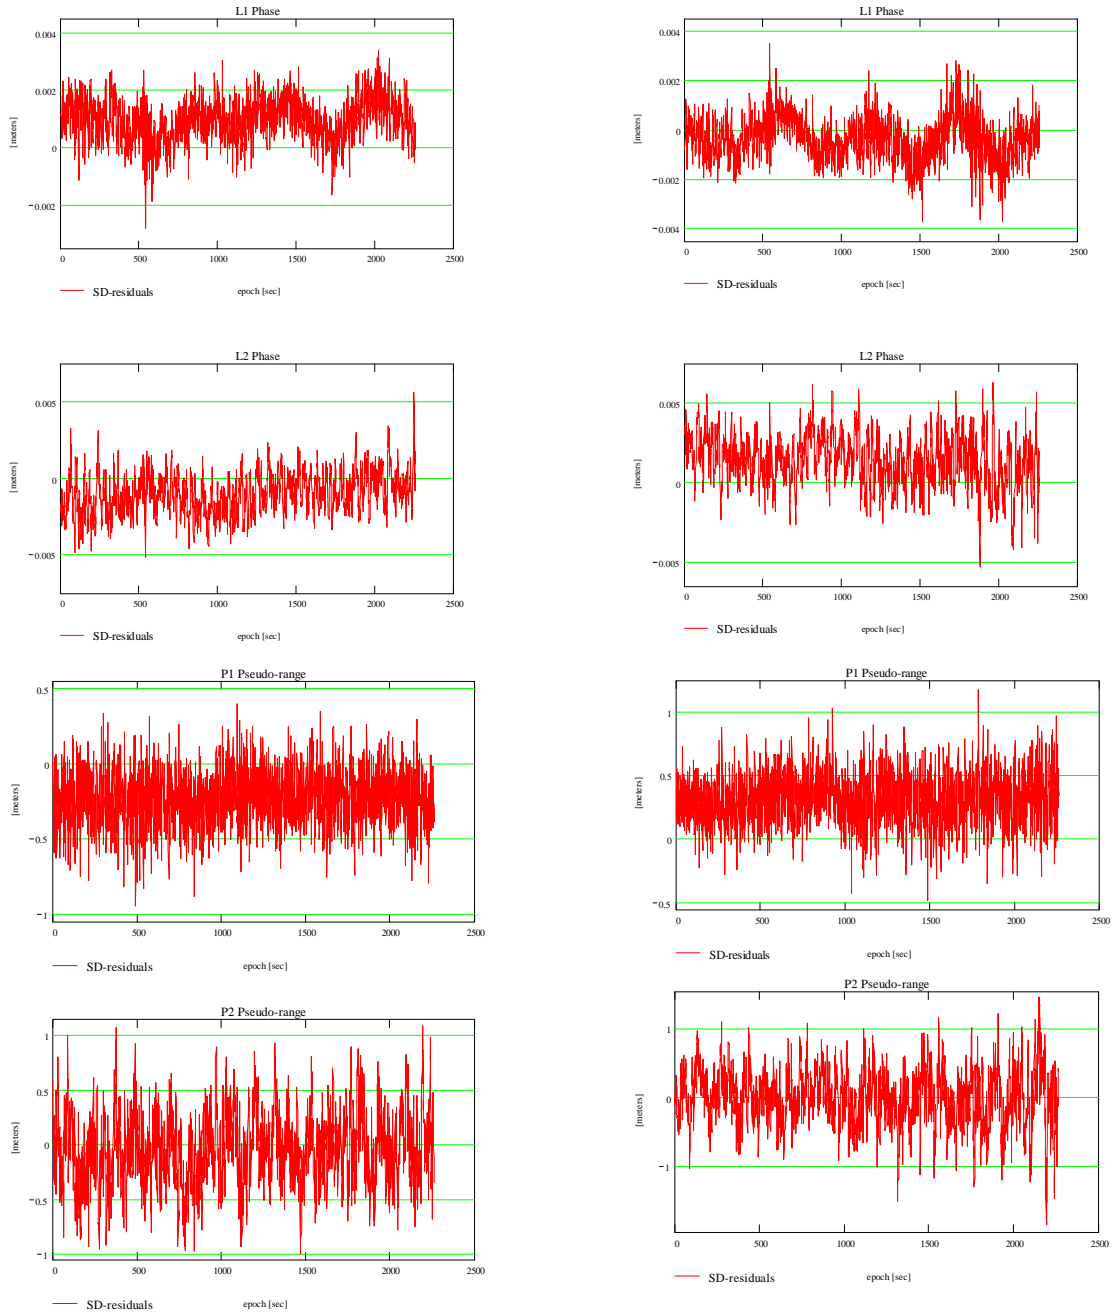 L1 Phase
0.004
0.002
0
−0.002
[meters]
0 500 1000 1500 2000 2500
SD-residuals epoch [sec]
L1 Phase
0.004
0.002
0
−0.002
−0.004
[meters]
0 500 1000 1500 2000 2500
SD-residuals epoch [sec]
L2 Phase
0.005
0
−0.005
[meters]
0 500 1000 1500 2000 2500
SD-residuals epoch [sec]
L2 Phase
0.005
0
−0.005
[meters]
0 500 1000 1500 2000 2500
SD-residuals epoch [sec]
P1 Pseudo-range
0.5
0
−0.5
−1
[meters]
0 500 1000 1500 2000 2500
SD-residuals epoch [sec]
P1 Pseudo-range
1
0.5
0
−0.5
[meters]
0 500 1000 1500 2000 2500
SD-residuals epoch [sec]
P2 Pseudo-range
1
0.5
0
−0.5
−1
[meters]
0 500 1000 1500 2000 2500
SD-residuals epoch [sec]
P2 Pseudo-range
1
0
−1
[meters]
0 500 1000 1500 2000 2500
SD-residuals epoch [sec]